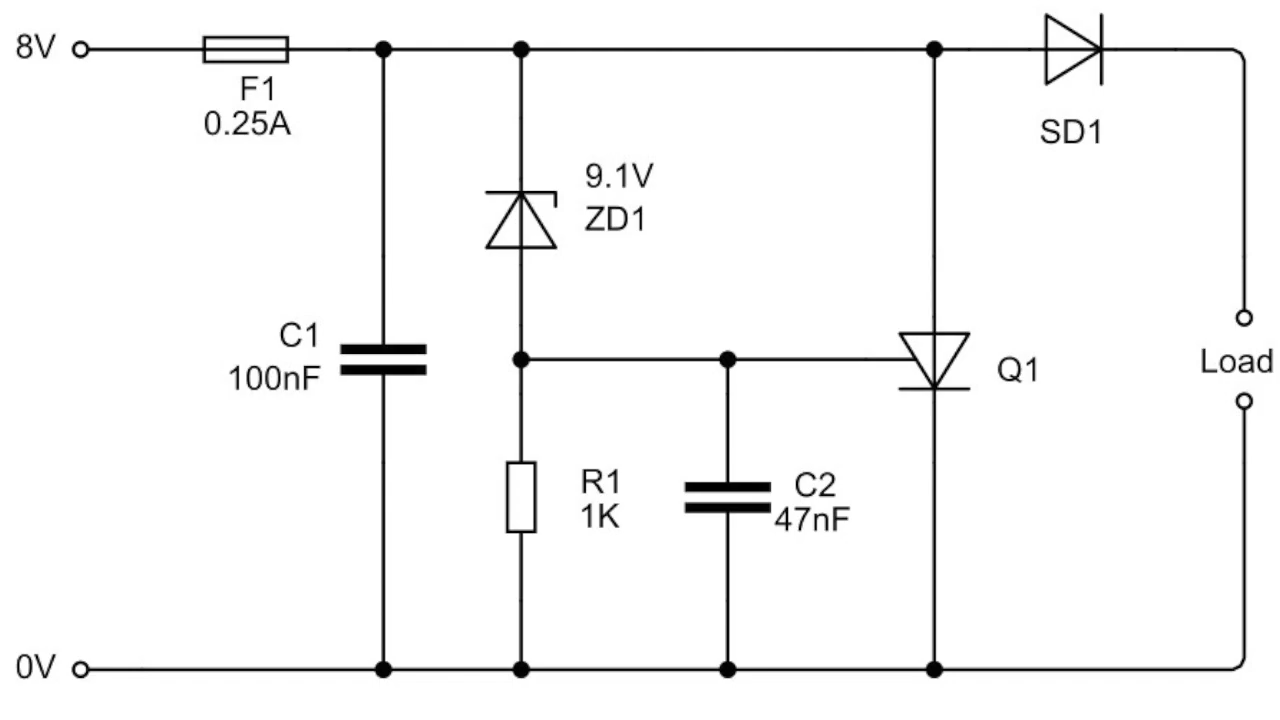 8V
F1
0.25A
SD1
9.1V
ZD1
C1
100nF
Q1
Load
R1
1K
C2
47nF
0V